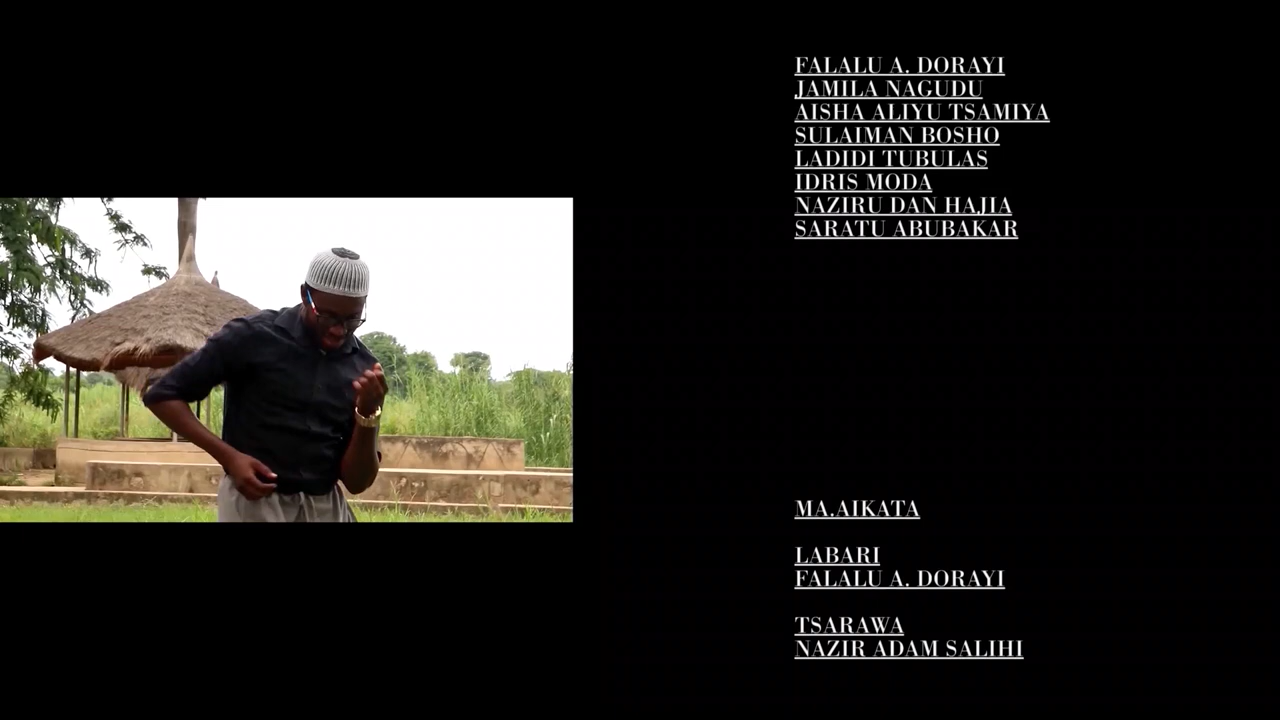 FALALU A. DORAYI
JAMILA NAGUDU
AISHA ALIYU TSAMIYA
SULAIMAN BOSHO
LADIDI TUBULAS
IDRIS MODA
NAZIRU DAN HAJIA
SARATU ABUBAKAR
MA.AIKATA
LABARI
FALALU A. DORAYI
TSARAWA
NAZIR ADAM SALIHI